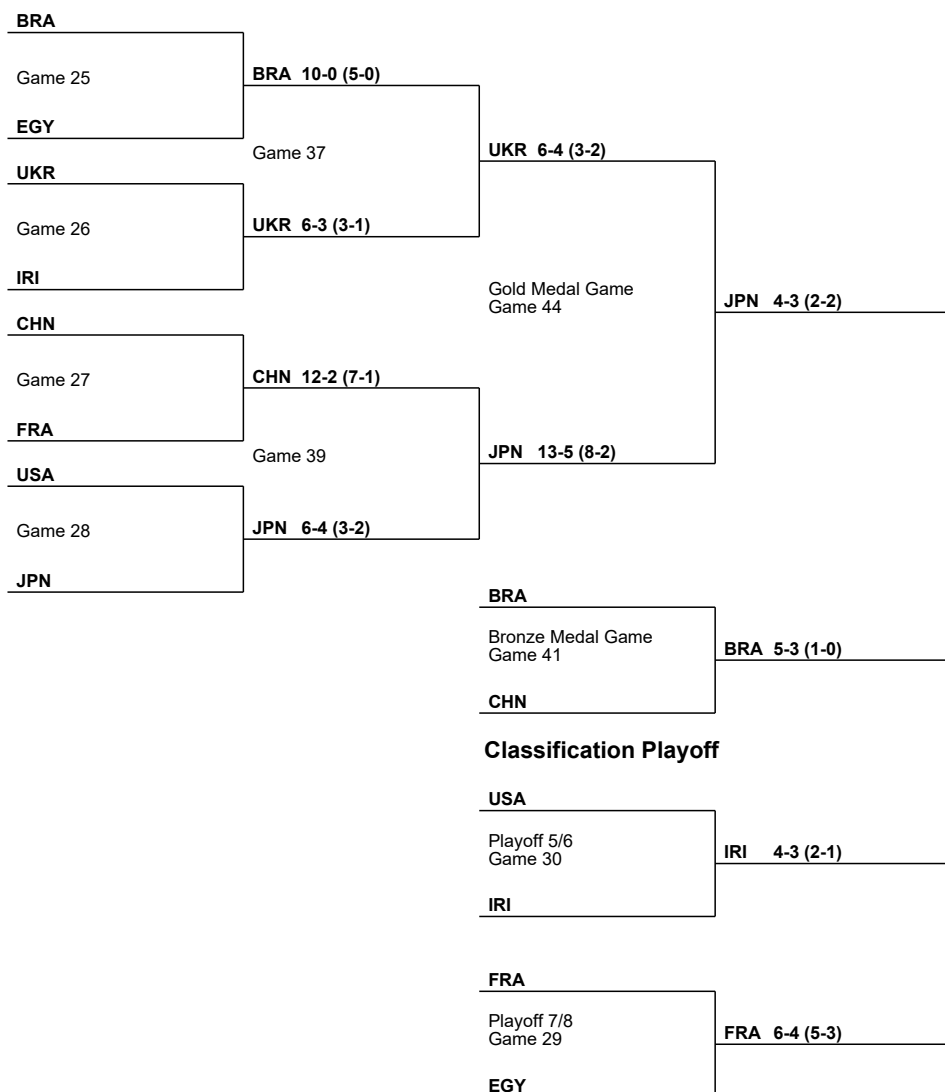 BRA
Game 25
BRA 10-0 (5-0)
EGY
Game 37
UKR 6-4 (3-2)
UKR
Game 26
UKR 6-3 (3-1)
IRI
Gold Medal Game
Game 44
JPN 4-3 (2-2)
CHN
Game 27
CHN 12-2 (7-1)
FRA
Game 39
JPN 13-5 (8-2)
USA
Game 28
JPN 6-4 (3-2)
JPN
BRA
Bronze Medal Game
Game 41
BRA 5-3 (1-0)
CHN
Classification Playoff
USA
Playoff 5/6
Game 30
IRI 4-3 (2-1)
IRI
FRA
Playoff 7/8
Game 29
FRA 6-4 (5-3)
EGY